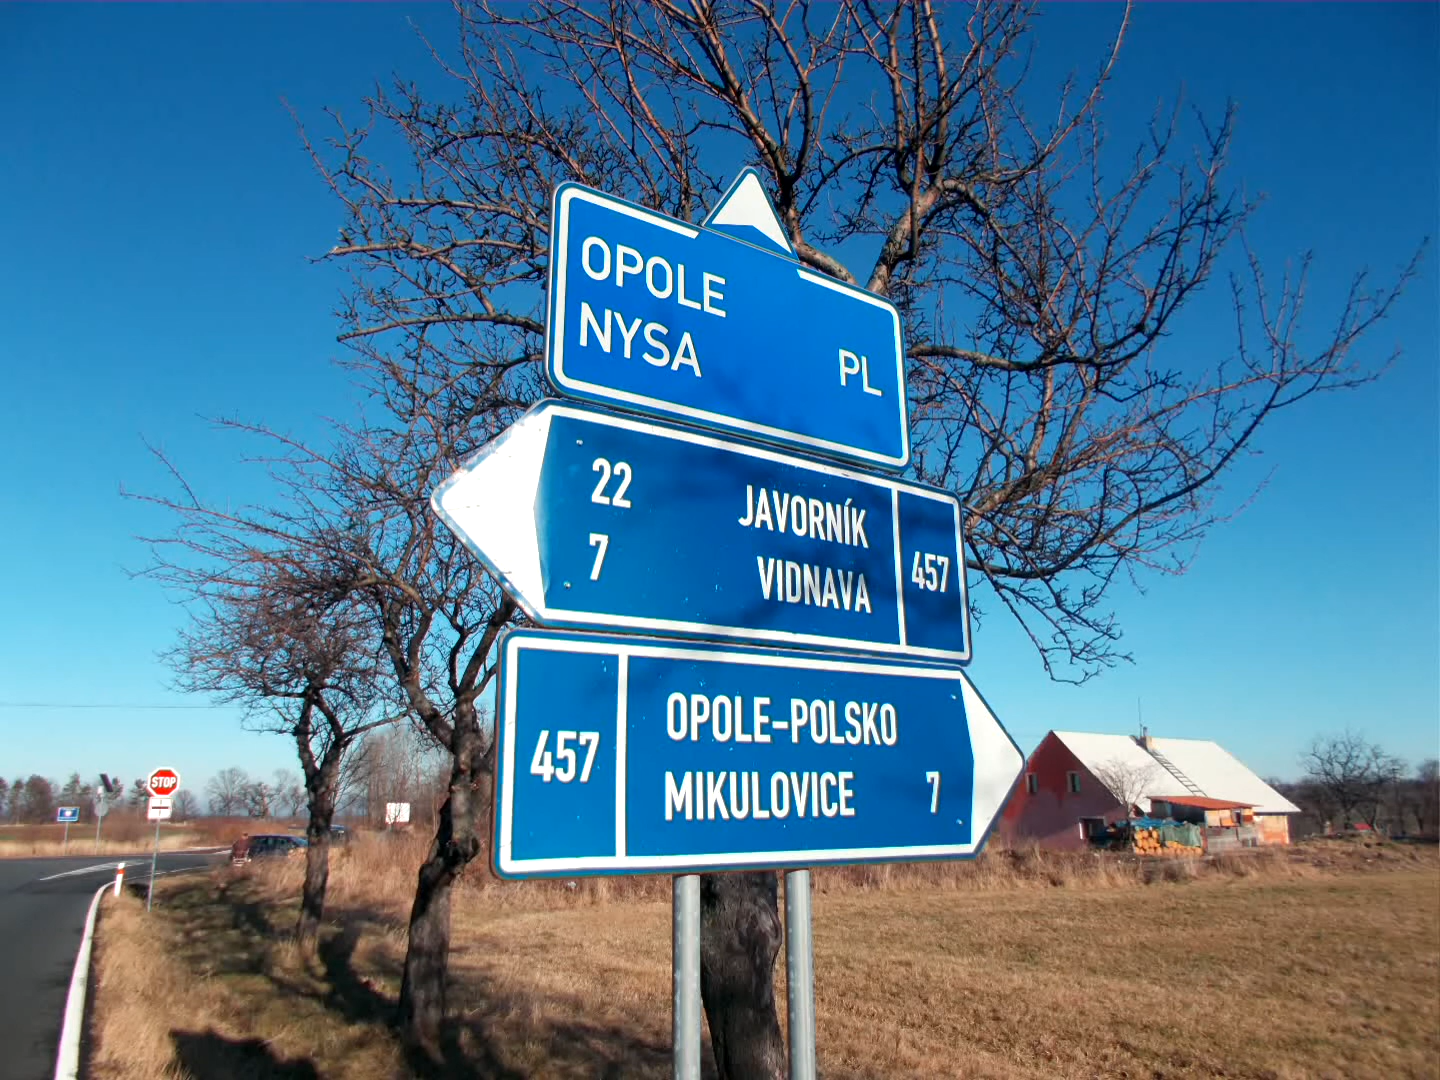 OPOLE
NYSA
PL
22 JAVORNÍK
7 VIDNAVA
457
457
OPOLE-POLSKO
MIKULOVICE 7
STOP